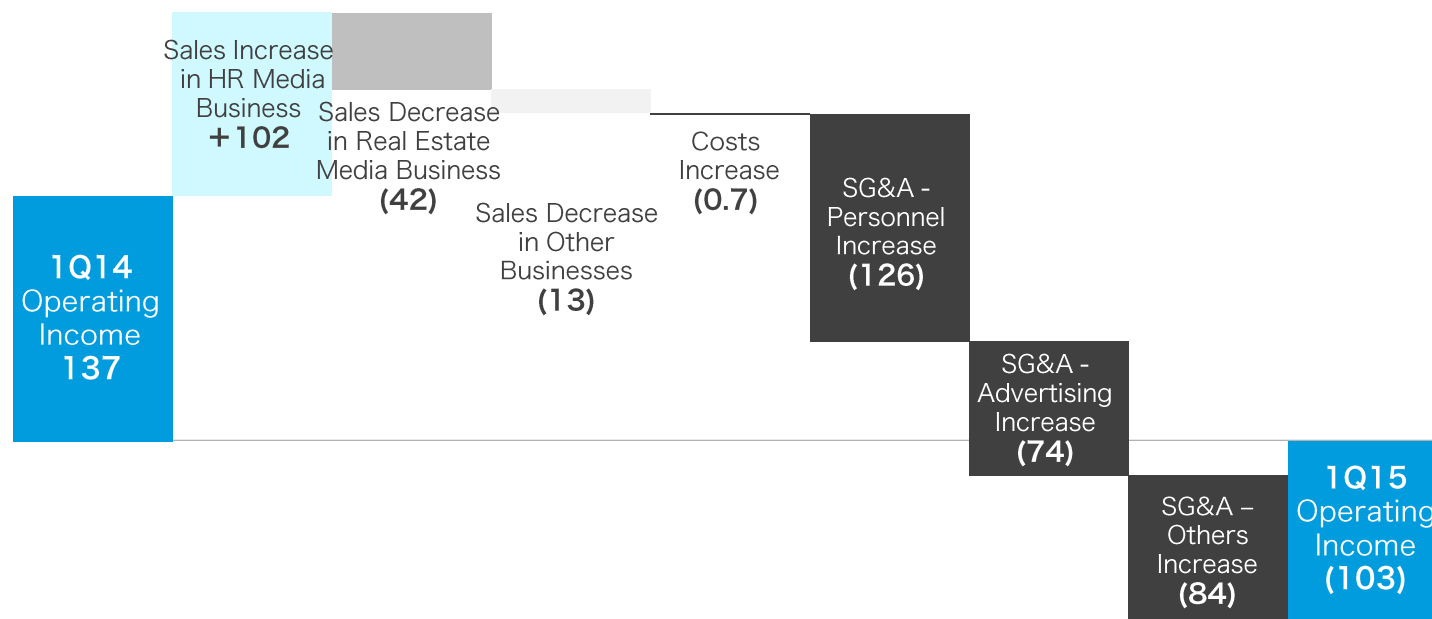 1Q14
Operating
Income
137
Sales Increase
in HR Media
Business
+102
Sales Decrease
in Real Estate
Media Business
(42)
Sales Decrease
in Other
Businesses
(13)
Costs
Increase
(0.7)
SG&A -
Personnel
Increase
(126)
SG&A -
Advertising
Increase
(74)
SG&A –
Others
Increase
(84)
1Q15
Operating
Income
(103)